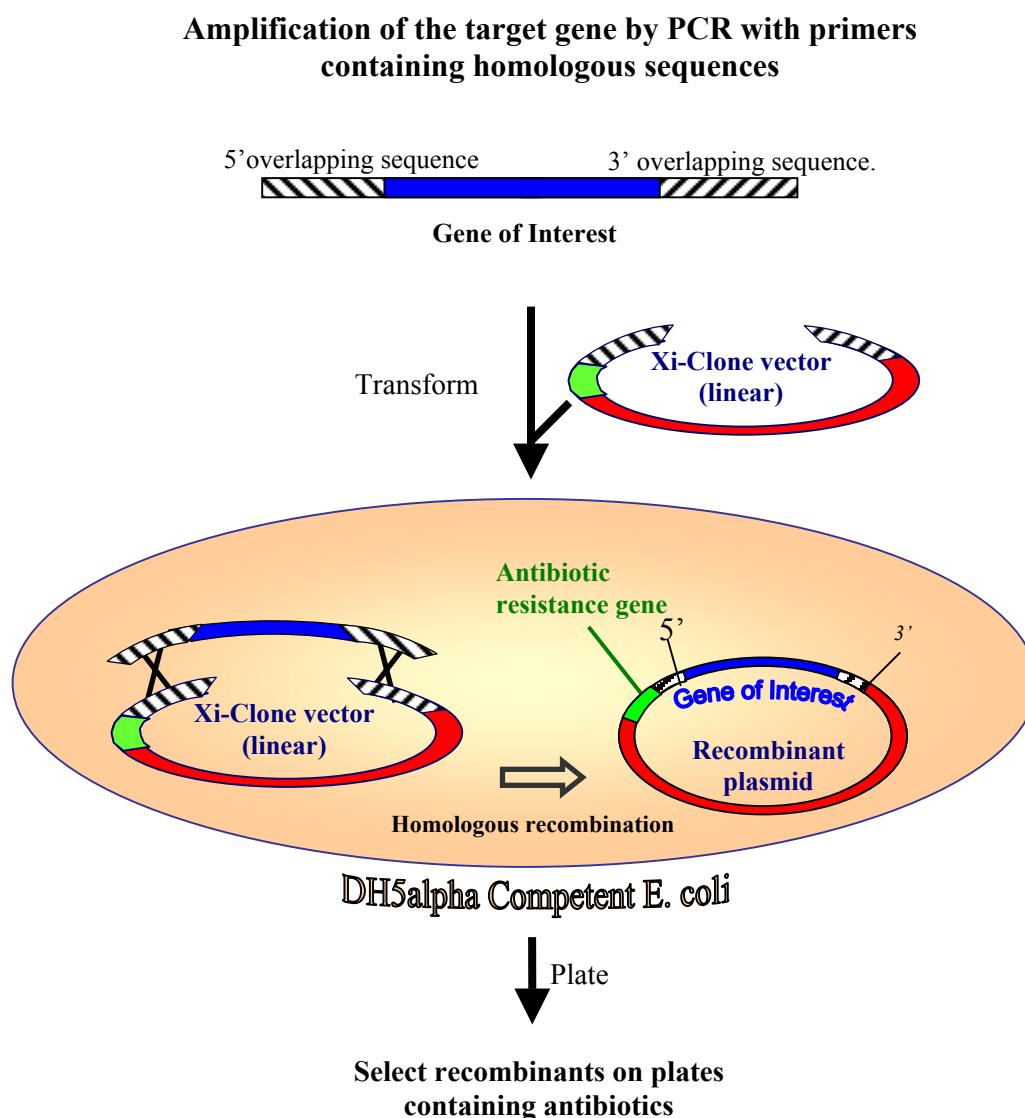 Amplification of the target gene by PCR with primers
containing homologous sequences
5’overlapping sequence
3’ overlapping sequence.
Gene of Interest
Transform
Xi-Clone vector
(linear)
Antibiotic
resistance gene
5’
3’
Xi-Clone vector
(linear)
Gene of Interest
Recombinant
plasmid
Homologous recombination
DH5alpha Competent E. coli
Plate
Select recombinants on plates
containing antibiotics